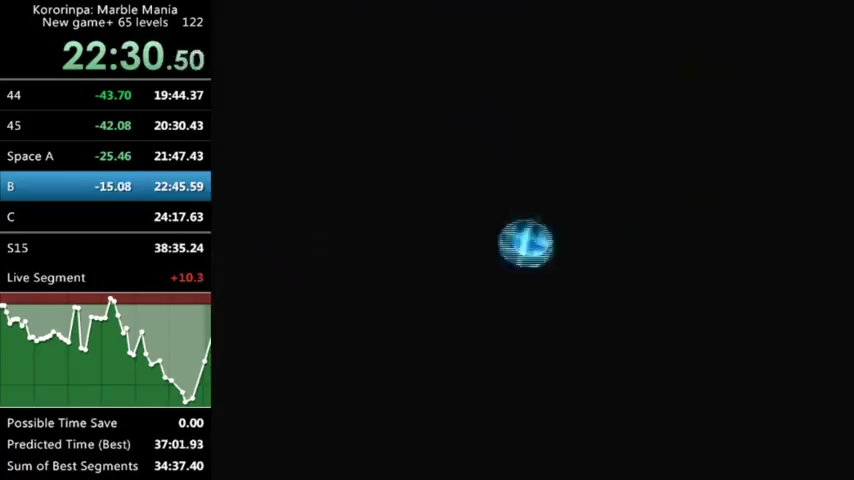 Kororinpa: Marble Mania
New game+ 65 levels 122
22:30.50
44 -43.70 19:44.37
45 -42.08 20:30.43
Space A -25.46 21:47.43
B -15.08 22:45.59
C 24:17.63
S15 38:35.24
Live Segment +10.3
Possible Time Save 0.00
Predicted Time (Best) 37:01.93
Sum of Best Segments 34:37.40